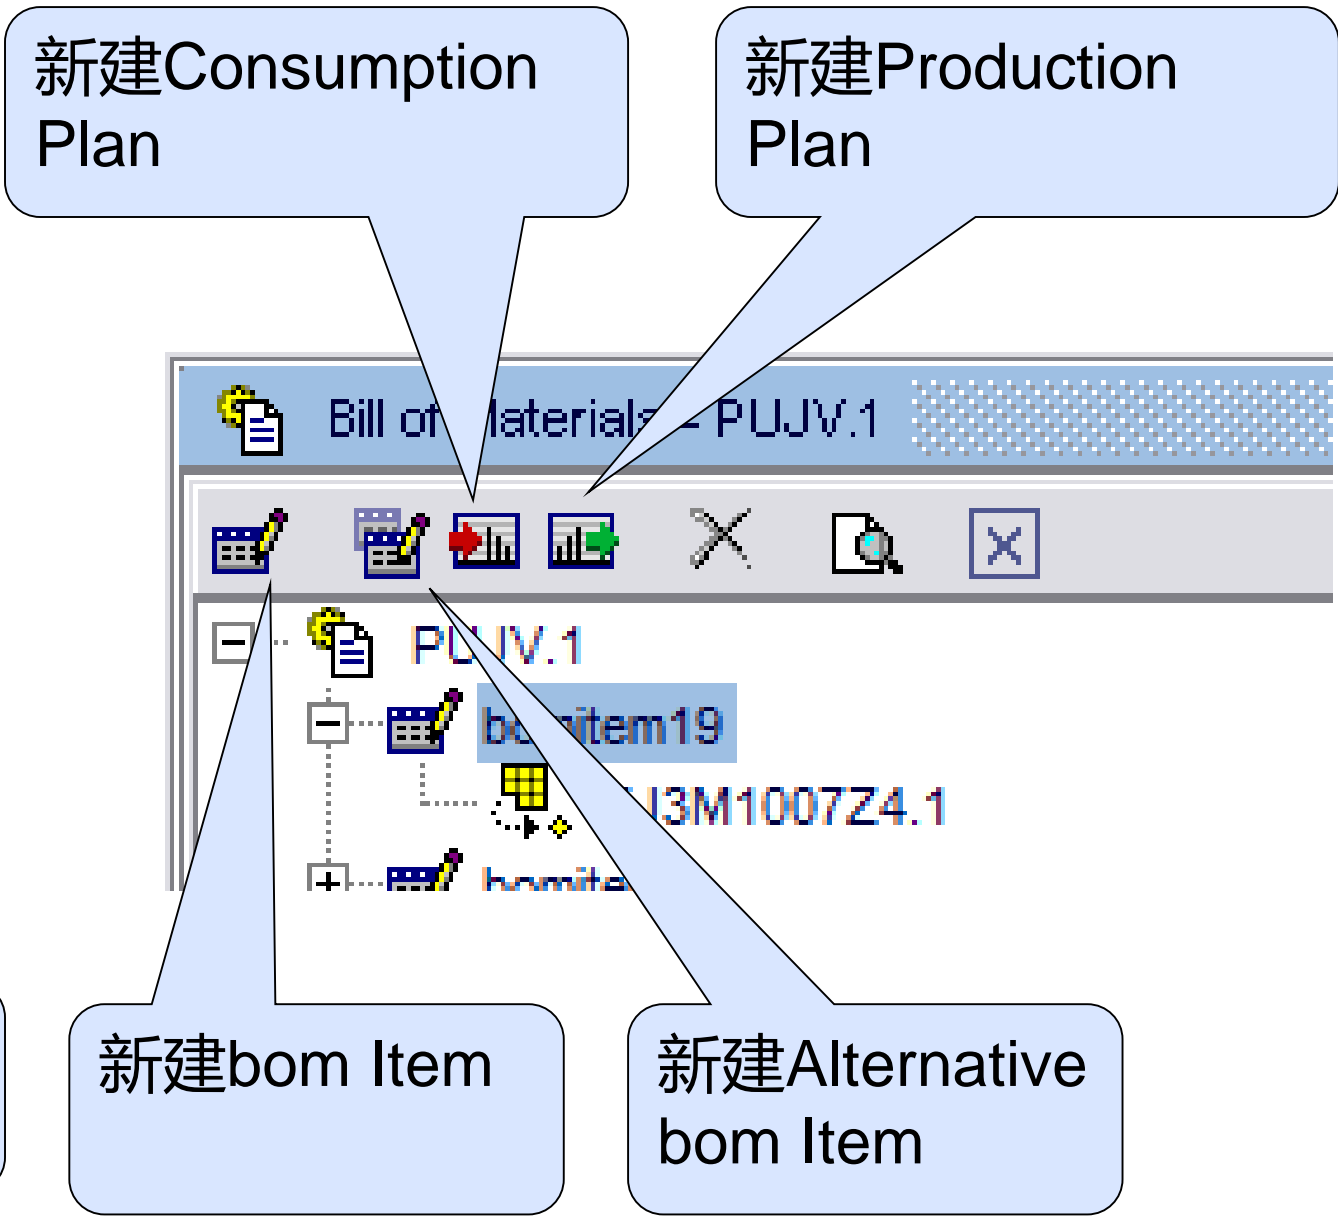 新建Consumption
Plan
新建Production
Plan
Bill of Materials - PUJV.1
PUJV.1
bomitem19
3M1007Z4.1
新建bom Item
新建Alternative
bom Item